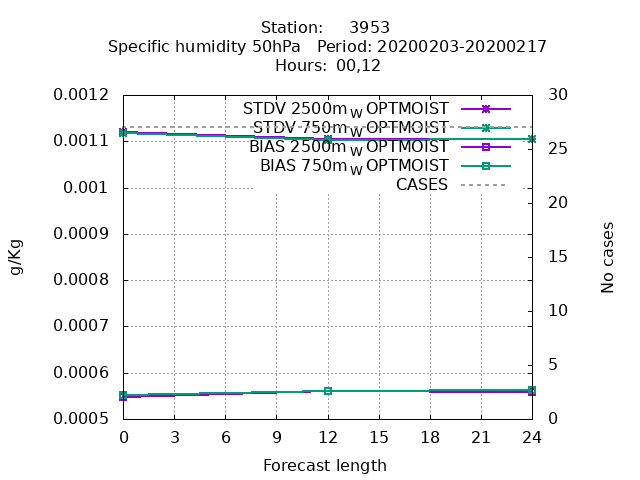 Station: 3953
Specific humidity 50hPa Period: 20200203-20200217
Hours: 00,12
0.0012
0.0011
0.001
0.0009
0.0008
0.0007
0.0006
0.0005
g/Kg
STDV 2500m_W OPTMOIST
STDV 750m_W OPTMOIST
BIAS 2500m_W OPTMOIST
BIAS 750m_W OPTMOIST
CASES
30
25
20
15
10
5
0
No cases
0 3 6 9 12 15 18 21 24
Forecast length